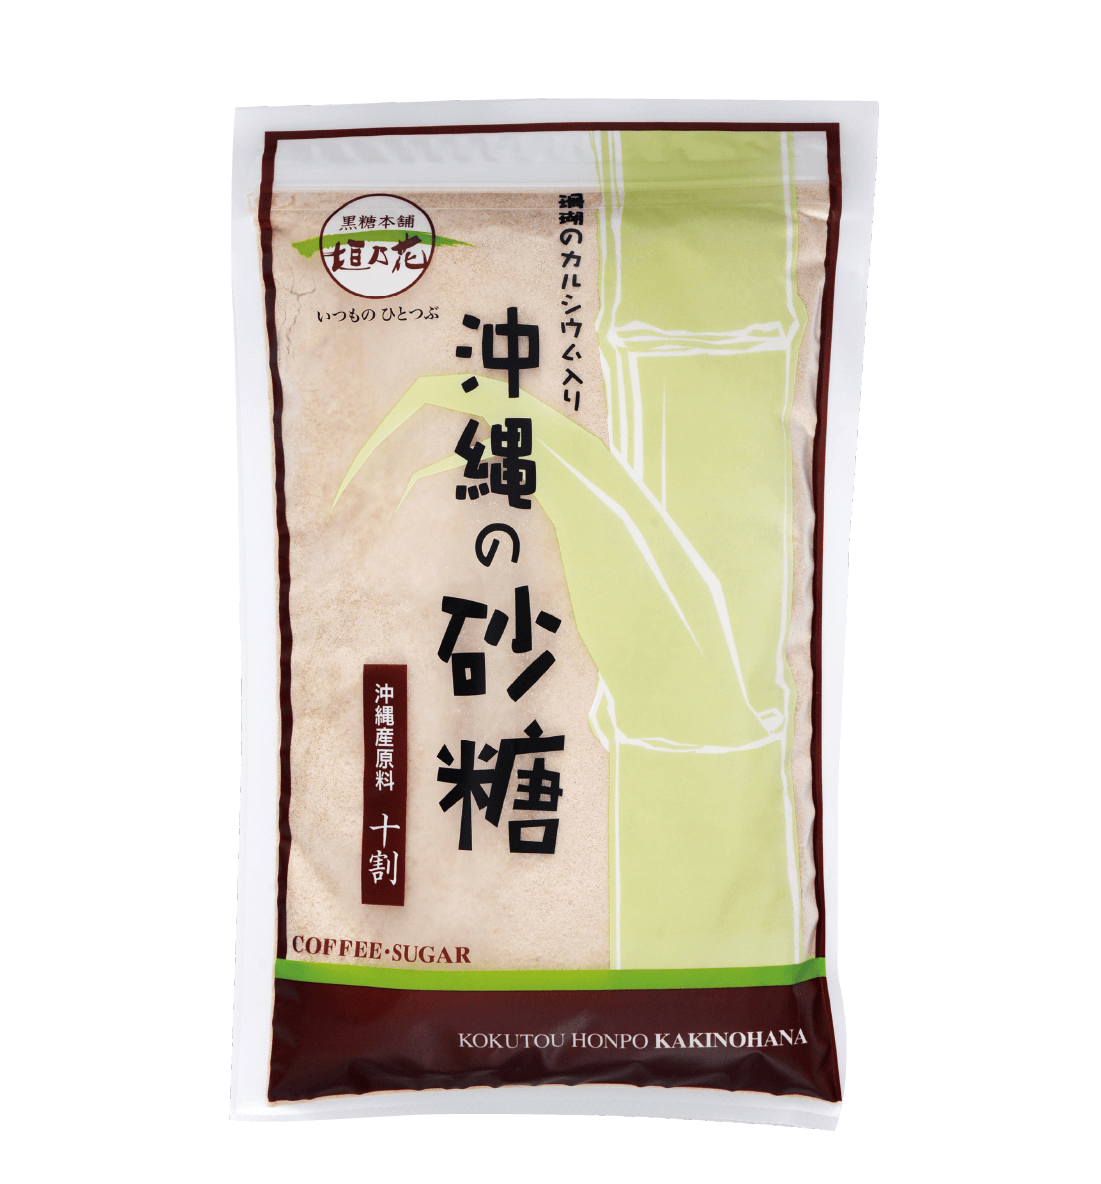 黒糖本舗
垣乃花
いつもの ひとつぶ
珊瑚のカルシウム入り
沖縄の砂糖
沖縄産原料 十割
COFFEE・SUGAR
KOKUTOU HONPO KAKINOHANA